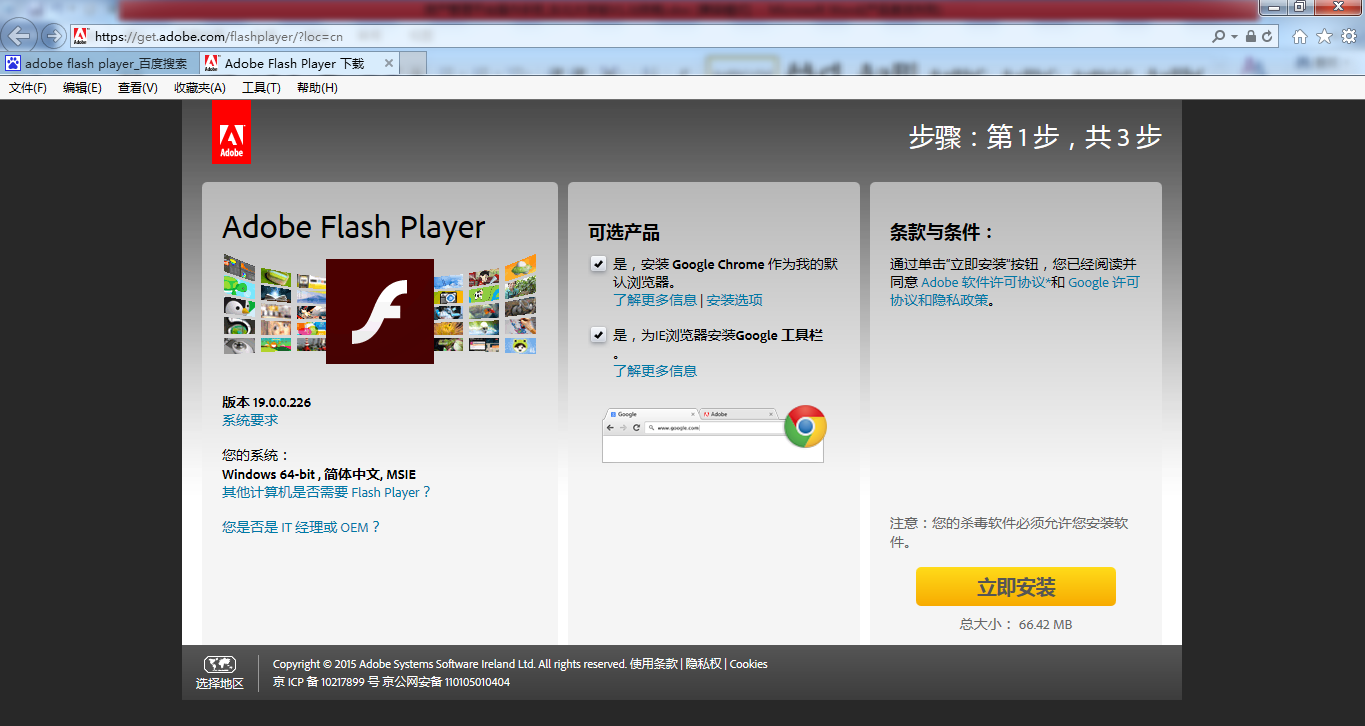 https://get.adobe.com/flashplayer/?loc=cn
adobe flash player_百度搜索
Adobe Flash Player 下载
文件(F) 编辑(E) 查看(V) 收藏夹(A) 工具(T) 帮助(H)
Adobe
步骤：第 1 步，共 3 步
Adobe Flash Player
版本 19.0.0.226
系统要求
您的系统：
Windows 64-bit , 简体中文, MSIE
其他计算机是否需要 Flash Player？
您是否是 IT 经理或 OEM？
可选产品
是，安装 Google Chrome 作为我的默
认浏览器。
了解更多信息 | 安装选项
是，为IE浏览器安装Google 工具栏
。
了解更多信息
Google
Adobe
www.google.com
条款与条件：
通过单击"立即安装"按钮，您已经阅读并
同意 Adobe 软件许可协议*和 Google 许可
协议和隐私政策。
注意：您的杀毒软件必须允许您安装软
件。
立即安装
总大小： 66.42 MB
选择地区
Copyright © 2015 Adobe Systems Software Ireland Ltd. All rights reserved. 使用条款 | 隐私权 | Cookies
京 ICP 备 10217899 号 京公网安备 110105010404